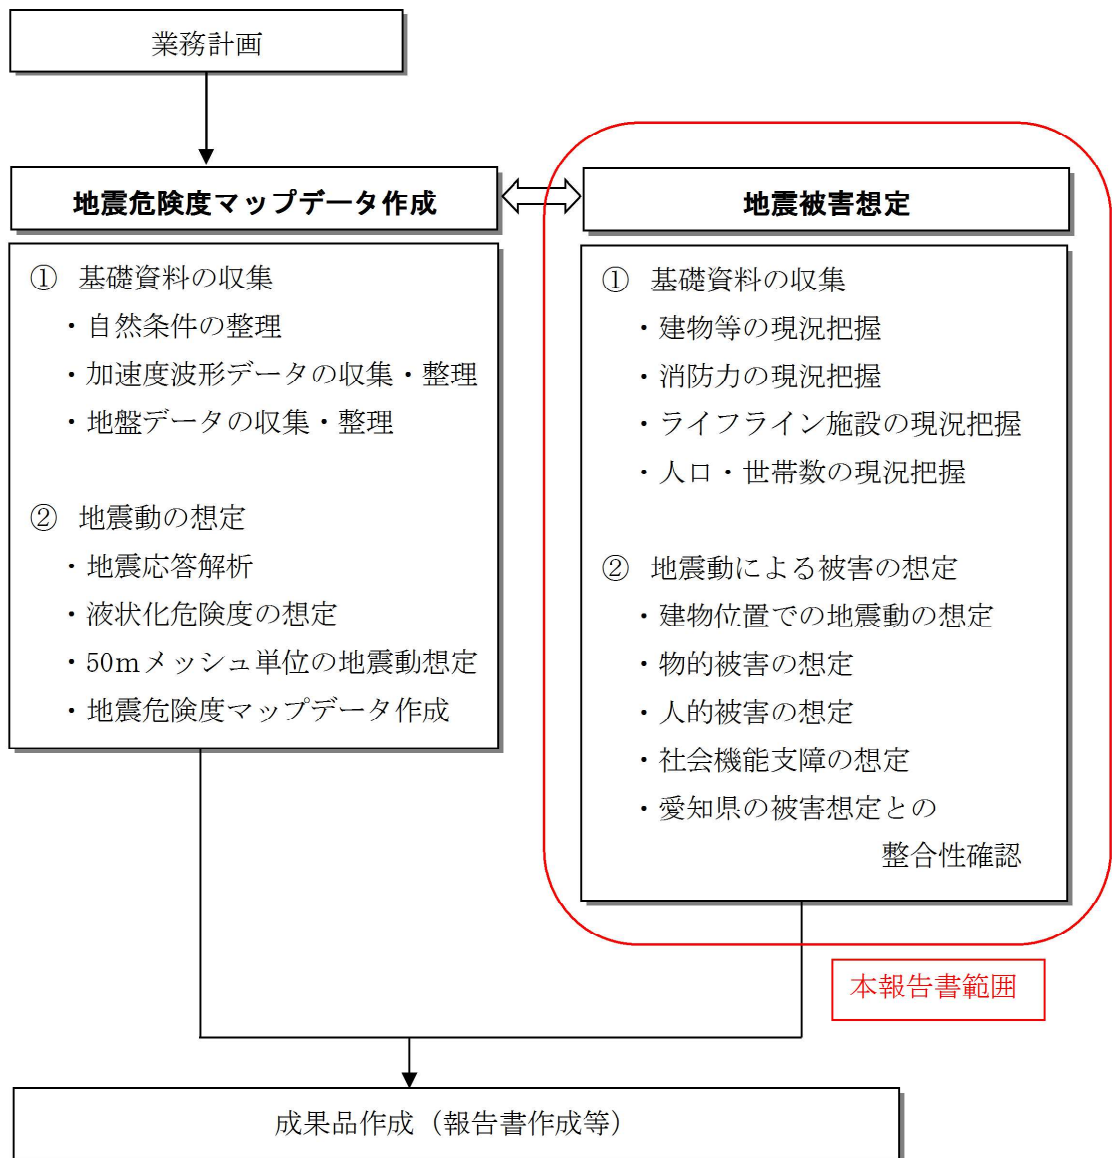 業務計画
地震危険度マップデータ作成
① 基礎資料の収集
・自然条件の整理
・加速度波形データの収集・整理
・地盤データの収集・整理
② 地震動の想定
・地震応答解析
・液状化危険度の想定
・50mメッシュ単位の地震動想定
・地震危険度マップデータ作成
地震被害想定
① 基礎資料の収集
・建物等の現況把握
・消防力の現況把握
・ライフライン施設の現況把握
・人口・世帯数の現況把握
② 地震動による被害の想定
・建物位置での地震動の想定
・物的被害の想定
・人的被害の想定
・社会機能支障の想定
・愛知県の被害想定との
整合性確認
本報告書範囲
成果品作成（報告書作成等）